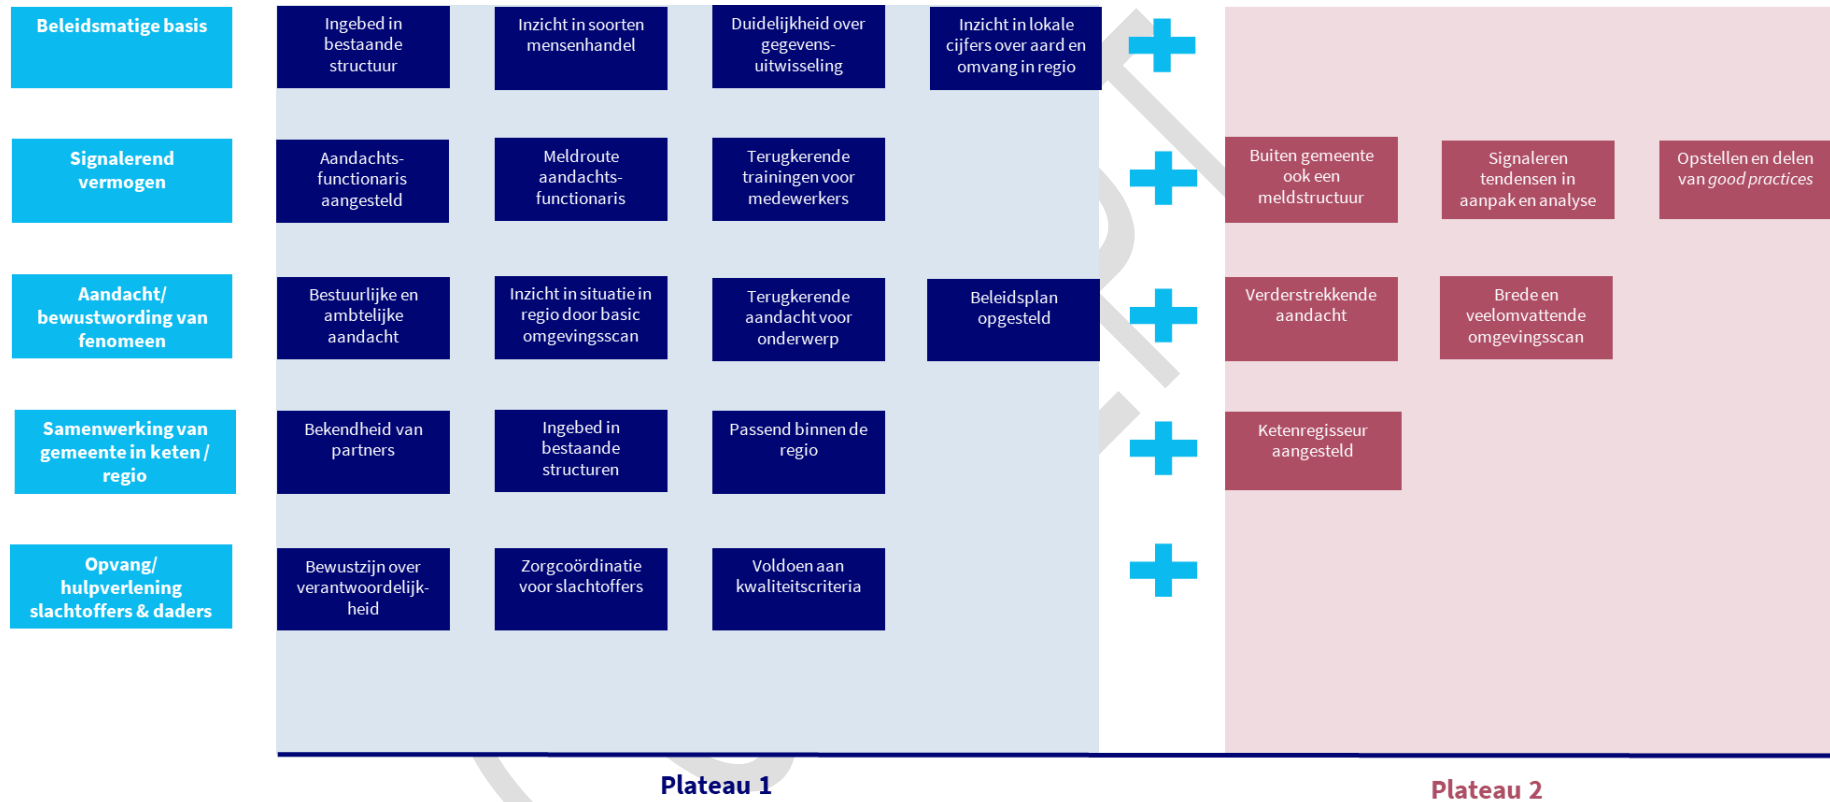 Beleidsmatige basis
Ingebed in
bestaande
structuur
Inzicht in soorten
mensenhandel
Duidelijkheid over
gegevens-
uitwisseling
Inzicht in lokale
cijfers over aard en
omvang in regio
Signalerend
vermogen
Aandachts-
functionaris
aangesteld
Meldroute
aandachts-
functionaris
Terugkerende
trainingen voor
medewerkers
Buiten gemeente
ook een
meldstructuur
Signaleren
tendensen in
aanpak en analyse
Opstellen en delen
van good practices
Aandacht/
bewustwording van
fenomeen
Bestuurlijke en
ambtelijke
aandacht
Inzicht in situatie in
regio door basic
omgevingsscan
Terugkerende
aandacht voor
onderwerp
Beleidsplan
opgesteld
Verderstrekkende
aandacht
Brede en
veelomvattende
omgevingsscan
Samenwerking van
gemeente in keten /
regio
Bekendheid van
partners
Ingebed in
bestaande
structuren
Passend binnen de
regio
Ketenregisseur
aangesteld
Opvang/
hulpverlening
slachtoffers & daders
Bewustzijn over
verantwoordelijk-
heid
Zorgcoördinatie
voor slachtoffers
Voldoen aan
kwaliteitscriteria
Plateau 1
Plateau 2